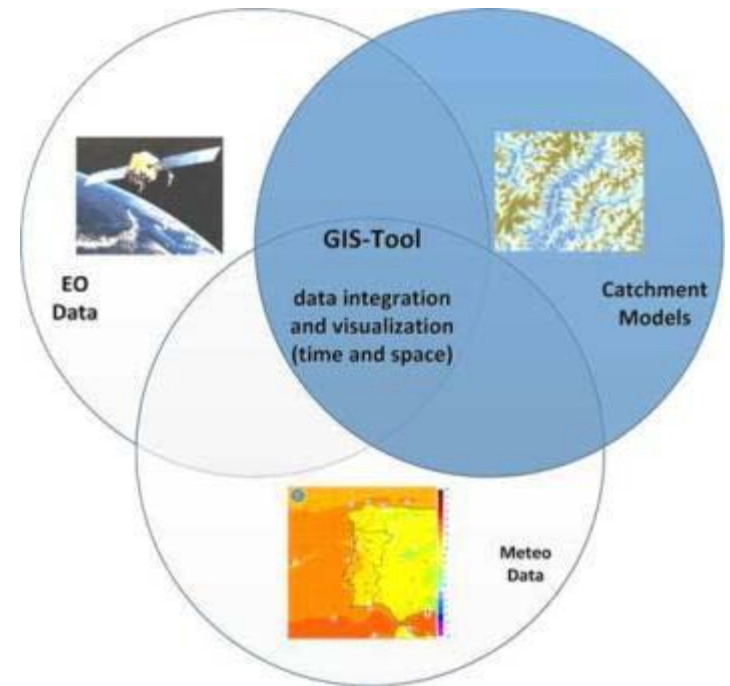 GIS-Tool
data integration
and visualization
(time and space)
EO
Data
Catchment
Models
Meteo
Data